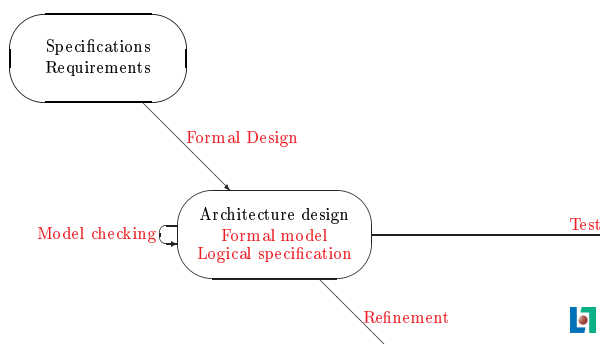 Specifications
Requirements
Formal Design
Architecture design
Formal model
Logical specification
Model checking
Test
Refinement